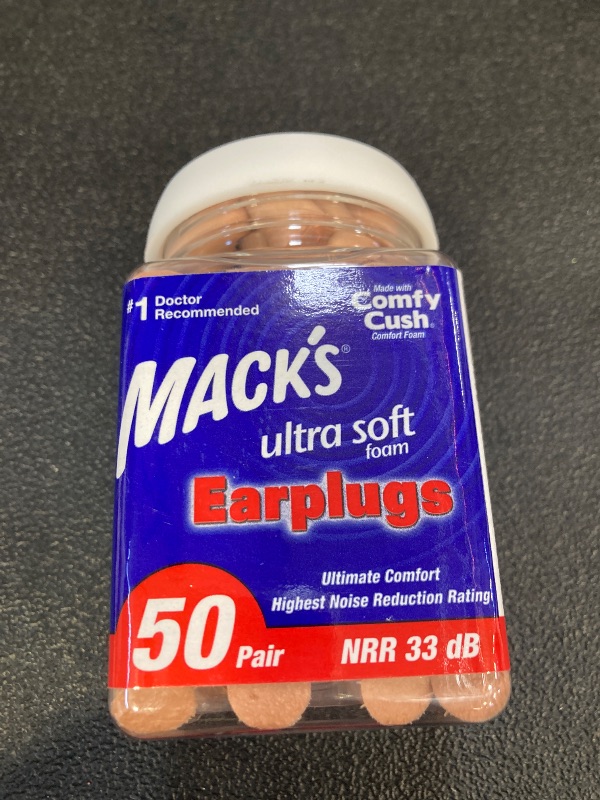 #1 Doctor
Recommended
Made with
Comfy
Cush®
Comfort Foam
MACK'S®
ultra soft
foam
Earplugs
Ultimate Comfort
Highest Noise Reduction Rating
50 Pair
NRR 33 dB